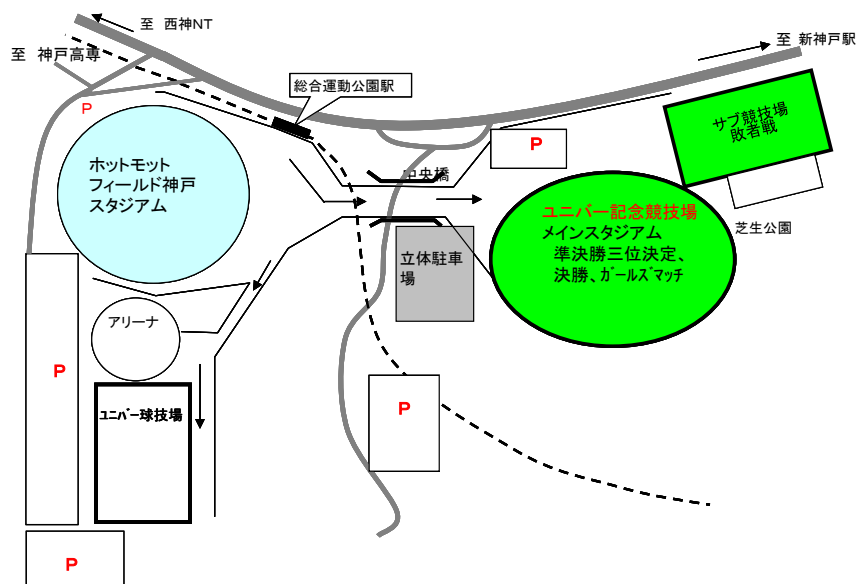 至 西神NT
至 神戸高専
至 新神戸駅
総合運動公園駅
P
サブ競技場
敗者戦
P
ホットモット
フィールド神戸
スタジアム
中央橋
ユニバー記念競技場
メインスタジアム
準決勝三位決定、
決勝、ｶﾞｰﾙｽﾞﾏｯﾁ
芝生公園
立体駐車
場
アリーナ
P
P
ﾕﾆﾊﾞｰ球技場
P